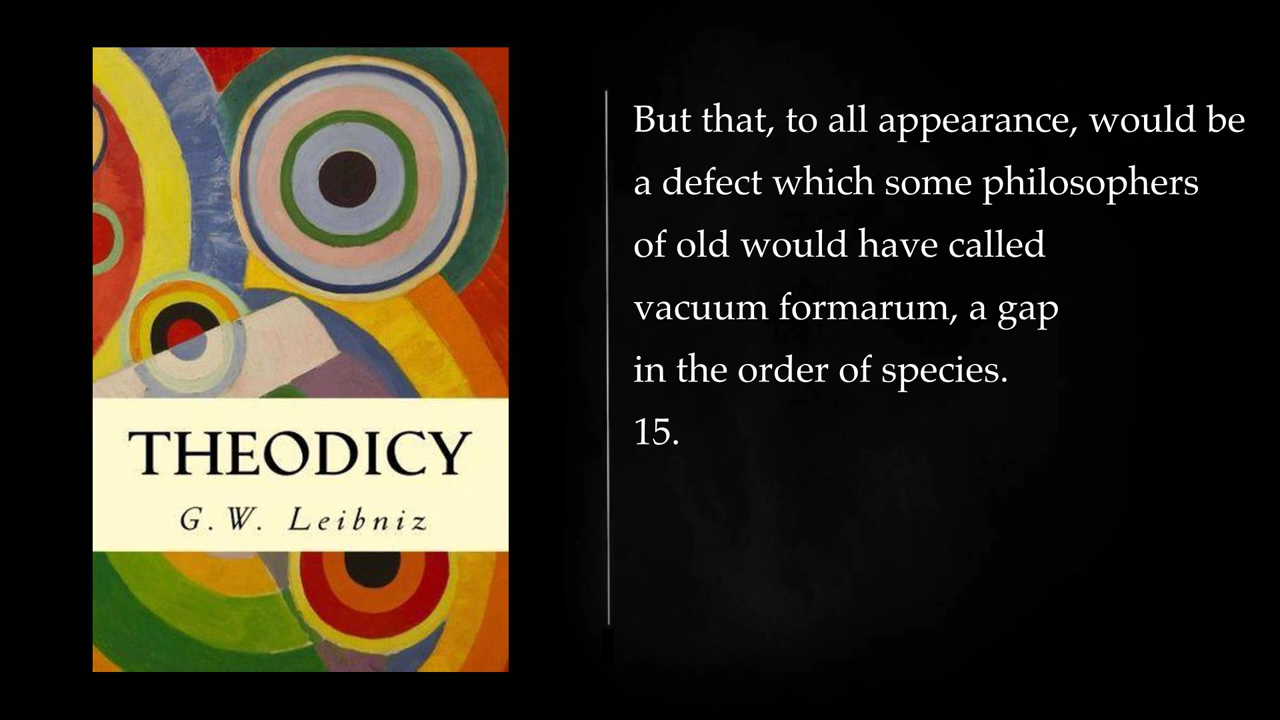 THEODICY
G. W. Leibniz
But that, to all appearance, would be
a defect which some philosophers
of old would have called
vacuum formarum, a gap
in the order of species.
15.